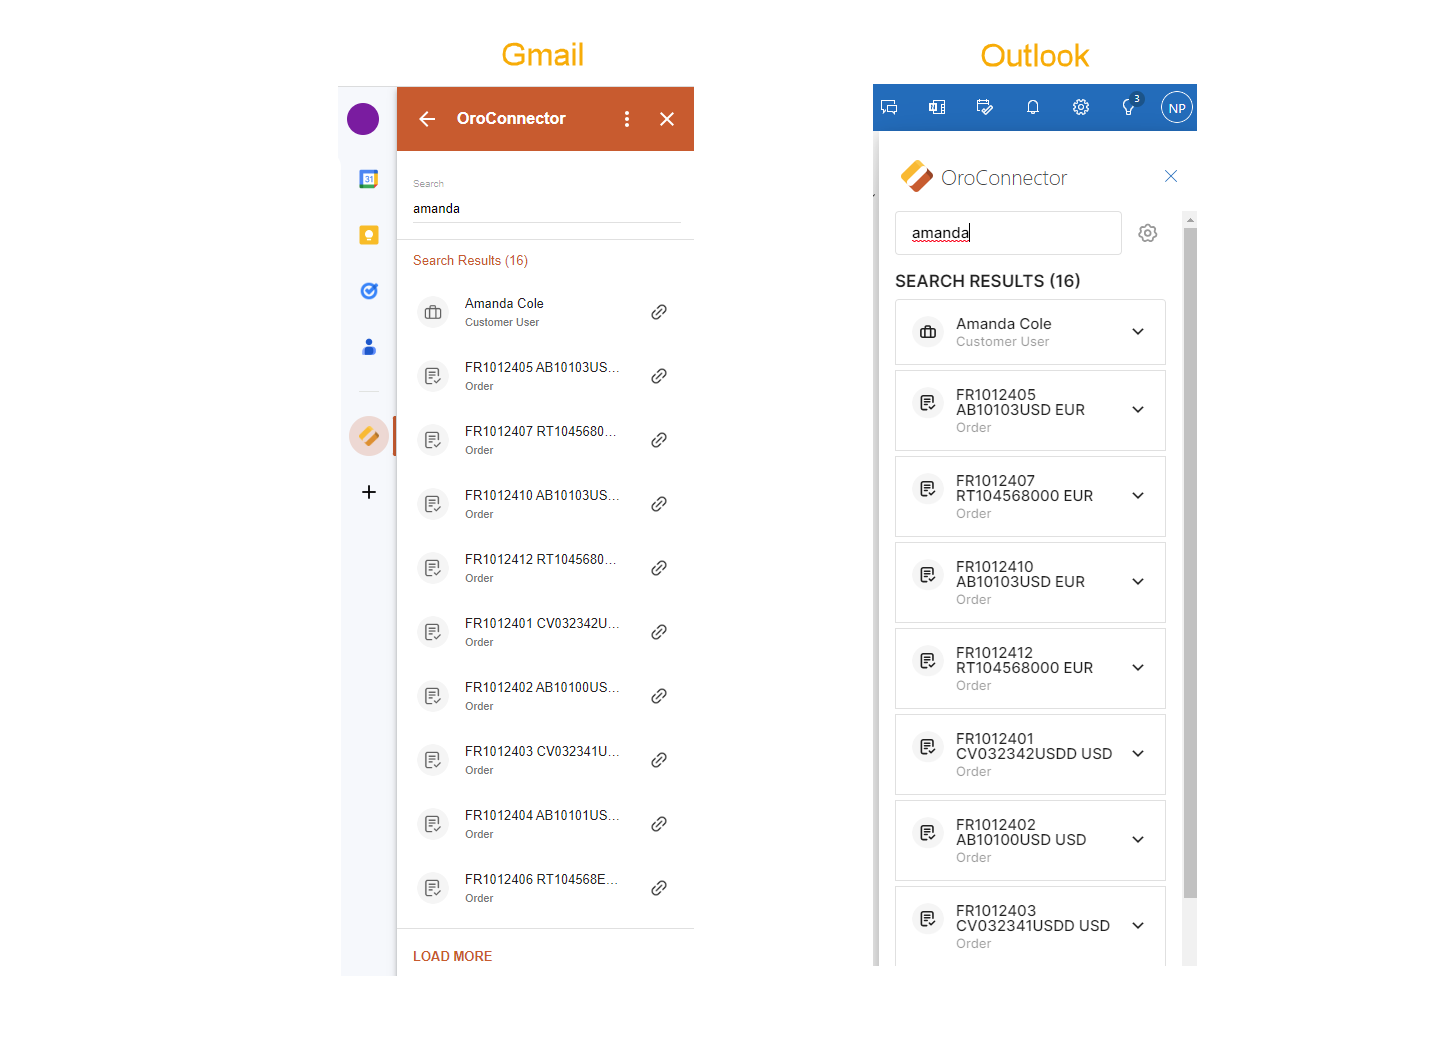 Gmail
OroConnector
31
Search
amanda
Search Results (16)
Amanda Cole
Customer User
FR1012405 AB10103US...
Order
FR1012407 RT1045680...
Order
FR1012410 AB10103US...
Order
FR1012412 RT1045680...
Order
FR1012401 CV032342U...
Order
FR1012402 AB10100US...
Order
FR1012403 CV032341U...
Order
FR1012404 AB10101US...
Order
FR1012406 RT104568E...
Order
LOAD MORE
Outlook
3
NP
OroConnector
amanda
SEARCH RESULTS (16)
Amanda Cole
Customer User
FR1012405
AB10103USD EUR
Order
FR1012407
RT104568000 EUR
Order
FR1012410
AB10103USD EUR
Order
FR1012412
RT104568000 EUR
Order
FR1012401
CV032342USDD USD
Order
FR1012402
AB10100USD USD
Order
FR1012403
CV032341USDD USD
Order